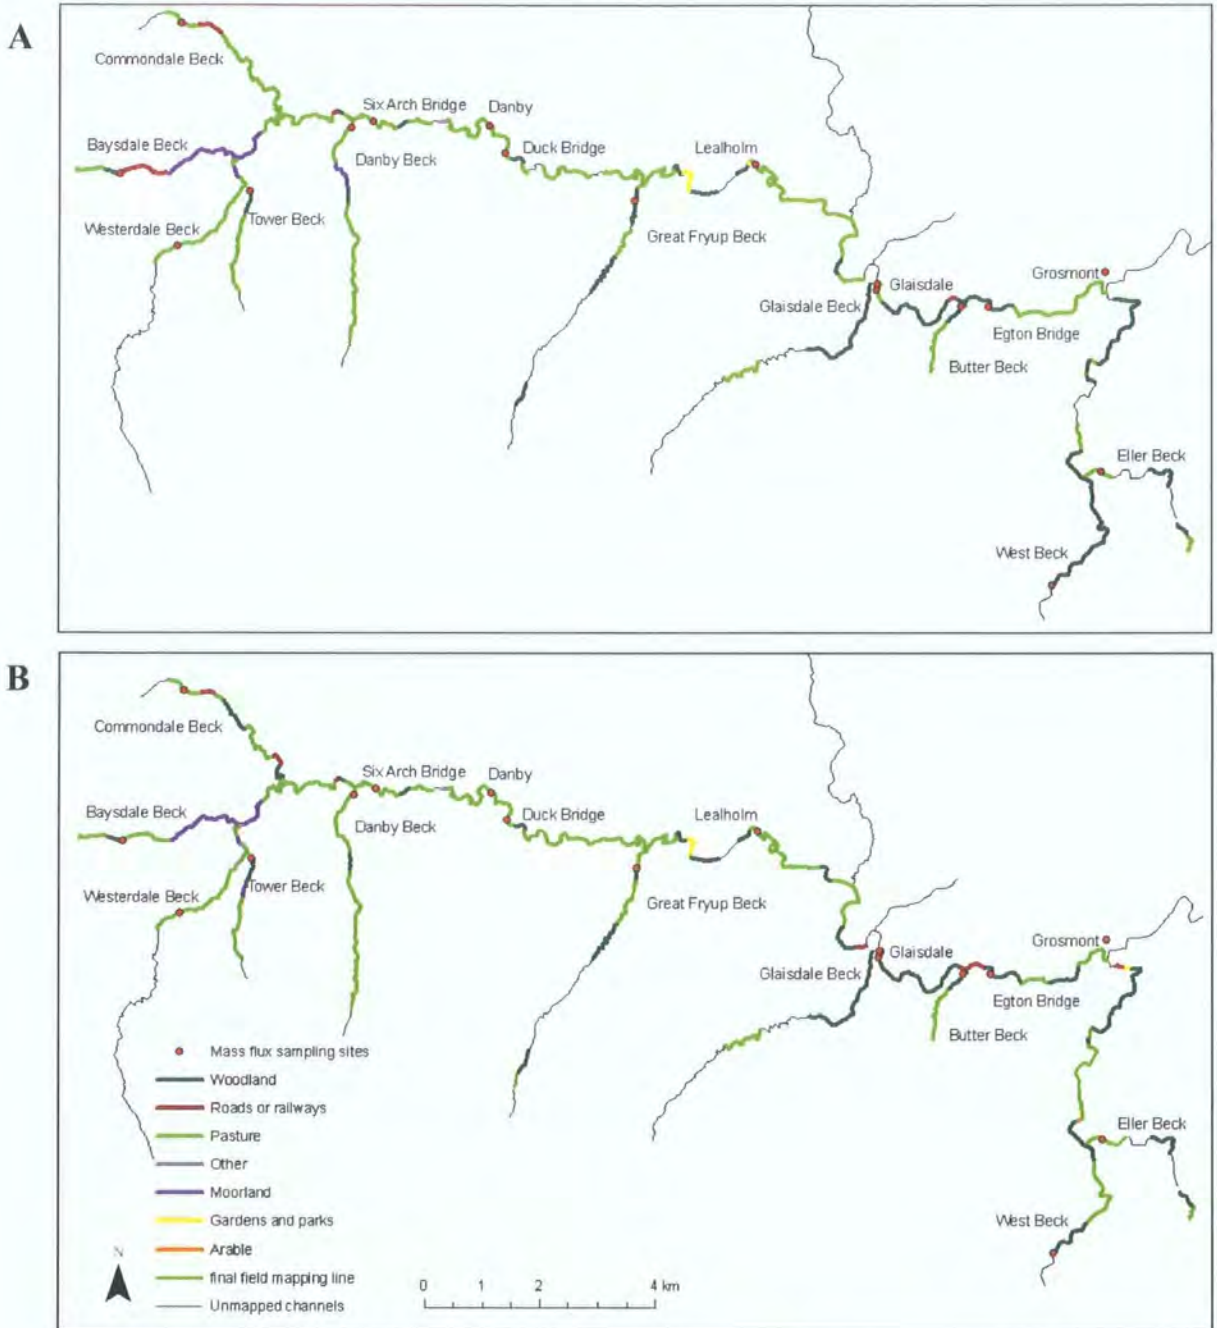 A
Commondale Beck
Six Arch Bridge
Danby
Baysdale Beck
Danby Beck
Duck Bridge
Lealholm
Westerdale Beck
Tower Beck
Great Fryup Beck
Glaisdale Beck
Glaisdale
Grosmont
Egton Bridge
Butter Beck
Eller Beck
West Beck
B
Commondale Beck
Six Arch Bridge
Danby
Baysdale Beck
Danby Beck
Duck Bridge
Lealholm
Westerdale Beck
Tower Beck
Great Fryup Beck
Glaisdale Beck
Glaisdale
Grosmont
Egton Bridge
Butter Beck
Eller Beck
West Beck
Mass flux sampling sites
Woodland
Roads or railways
Pasture
Other
Moorland
Gardens and parks
Arable
final field mapping line
Unmapped channels
N
0 1 2 4 km